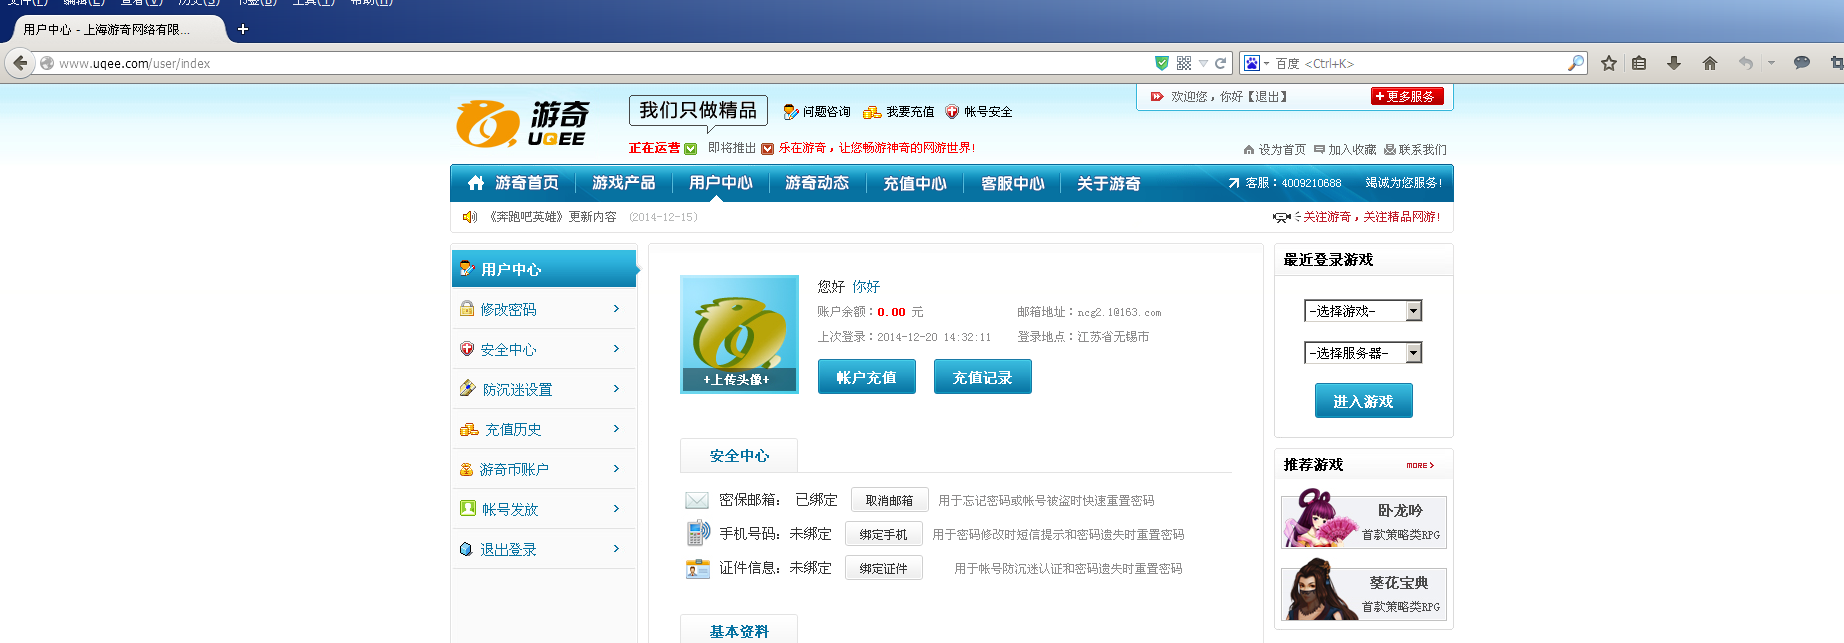 文件(F) 编辑(E) 查看(V) 历史(S) 书签(B) 工具(T) 帮助(H)
用户中心 - 上海游奇网络有限... +
www.uqee.com/user/index
百度 <Ctrl+K>
游奇
UQEE
我们只做精品
问题咨询 我要充值 帐号安全
欢迎您，你好【退出】 +更多服务
正在运营 即将推出 乐在游奇，让您畅游神奇的网游世界!
设为首页 加入收藏 联系我们
游奇首页 游戏产品 用户中心 游奇动态 充值中心 客服中心 关于游奇
客服：4009210688 竭诚为您服务!
《奔跑吧英雄》更新内容 (2014-12-15)
关注游奇，关注精品网游!
用户中心
修改密码
安全中心
防沉迷设置
充值历史
游奇币账户
帐号发放
退出登录
+上传头像+
您好 你好
账户余额：0.00 元 邮箱地址：ncg2.1@163.com
上次登录：2014-12-20 14:32:11 登录地点：江苏省无锡市
帐户充值 充值记录
安全中心
密保邮箱： 已绑定 取消邮箱 用于忘记密码或帐号被盗时快速重置密码
手机号码：未绑定 绑定手机 用于密码修改时短信提示和密码遗失时重置密码
证件信息：未绑定 绑定证件 用于帐号防沉迷认证和密码遗失时重置密码
基本资料
最近登录游戏
-选择游戏-
-选择服务器-
进入游戏
推荐游戏 MORE
卧龙吟
首款策略类RPG
葵花宝典
首款策略类RPG